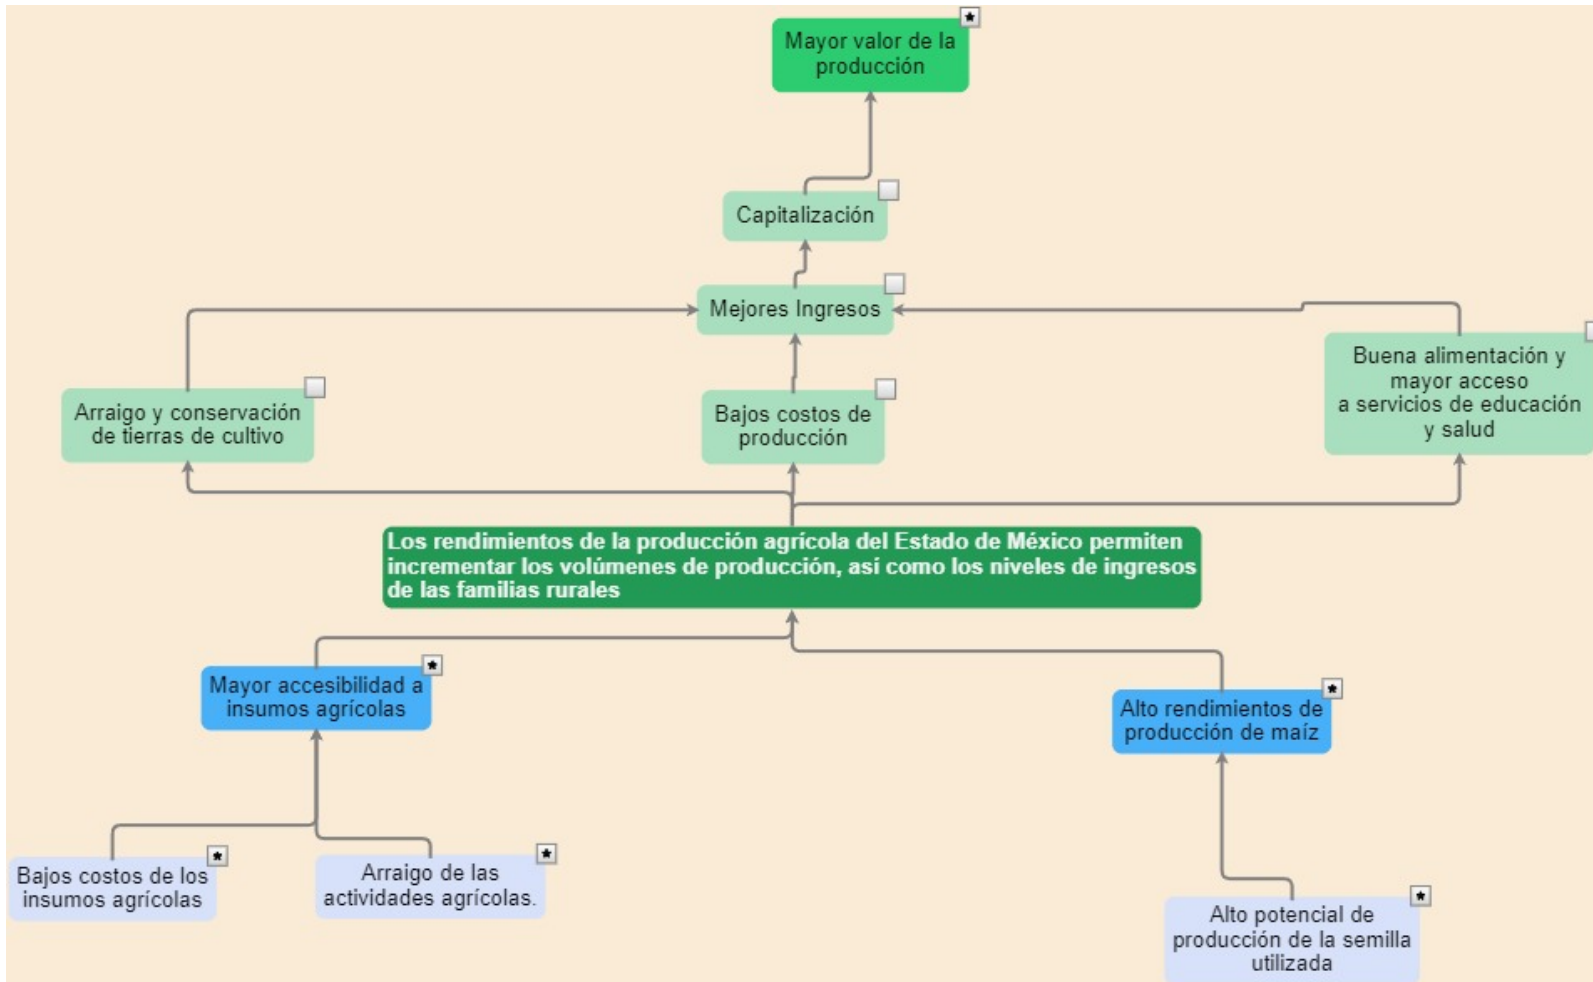 Mayor valor de la
producción
Capitalización
Mejores Ingresos
Arraigo y conservación
de tierras de cultivo
Bajos costos de
producción
Buena alimentación y
mayor acceso
a servicios de educación
y salud
Los rendimientos de la producción agrícola del Estado de México permiten
incrementar los volúmenes de producción, así como los niveles de ingresos
de las familias rurales
Mayor accesibilidad a
insumos agrícolas
Alto rendimientos de
producción de maíz
Bajos costos de los
insumos agrícolas
Arraigo de las
actividades agrícolas.
Alto potencial de
producción de la semilla
utilizada